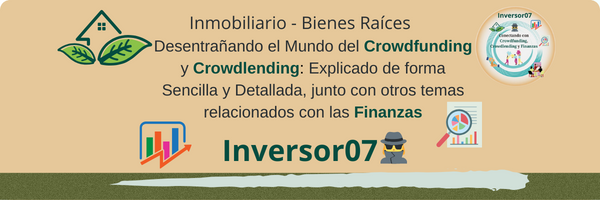 Inmobiliario - Bienes Raíces
Desentrañando el Mundo del Crowdfunding
y Crowdlending: Explicado de forma
Sencilla y Detallada, junto con otros temas
relacionados con las Finanzas
Inversor07
Inversor07
Conectando con
Crowdfunding,
Crowdlending y Finanzas